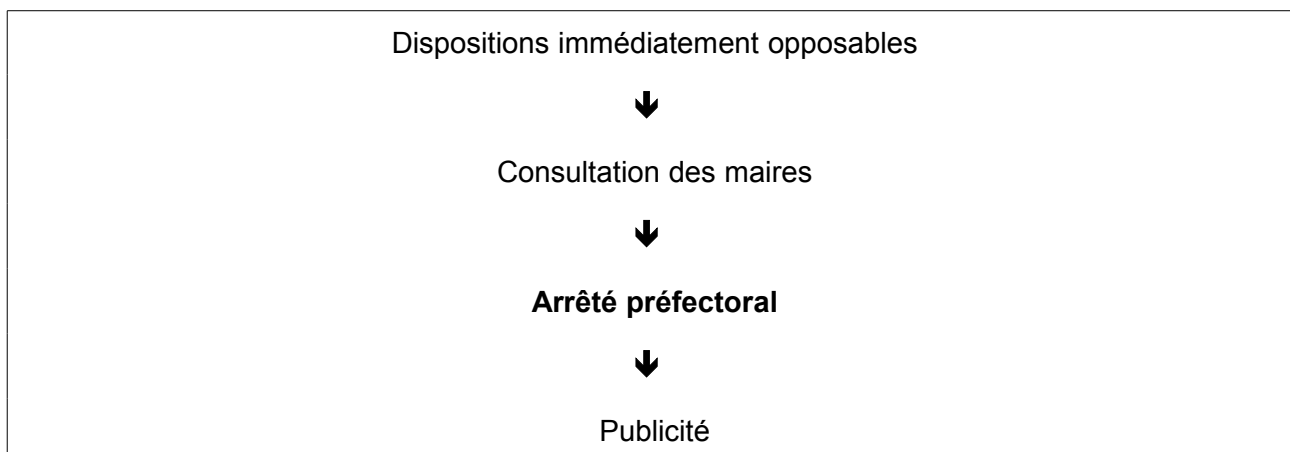 Dispositions immédiatement opposables
🡻
Consultation des maires
🡻
Arrêté préfectoral
🡻
Publicité